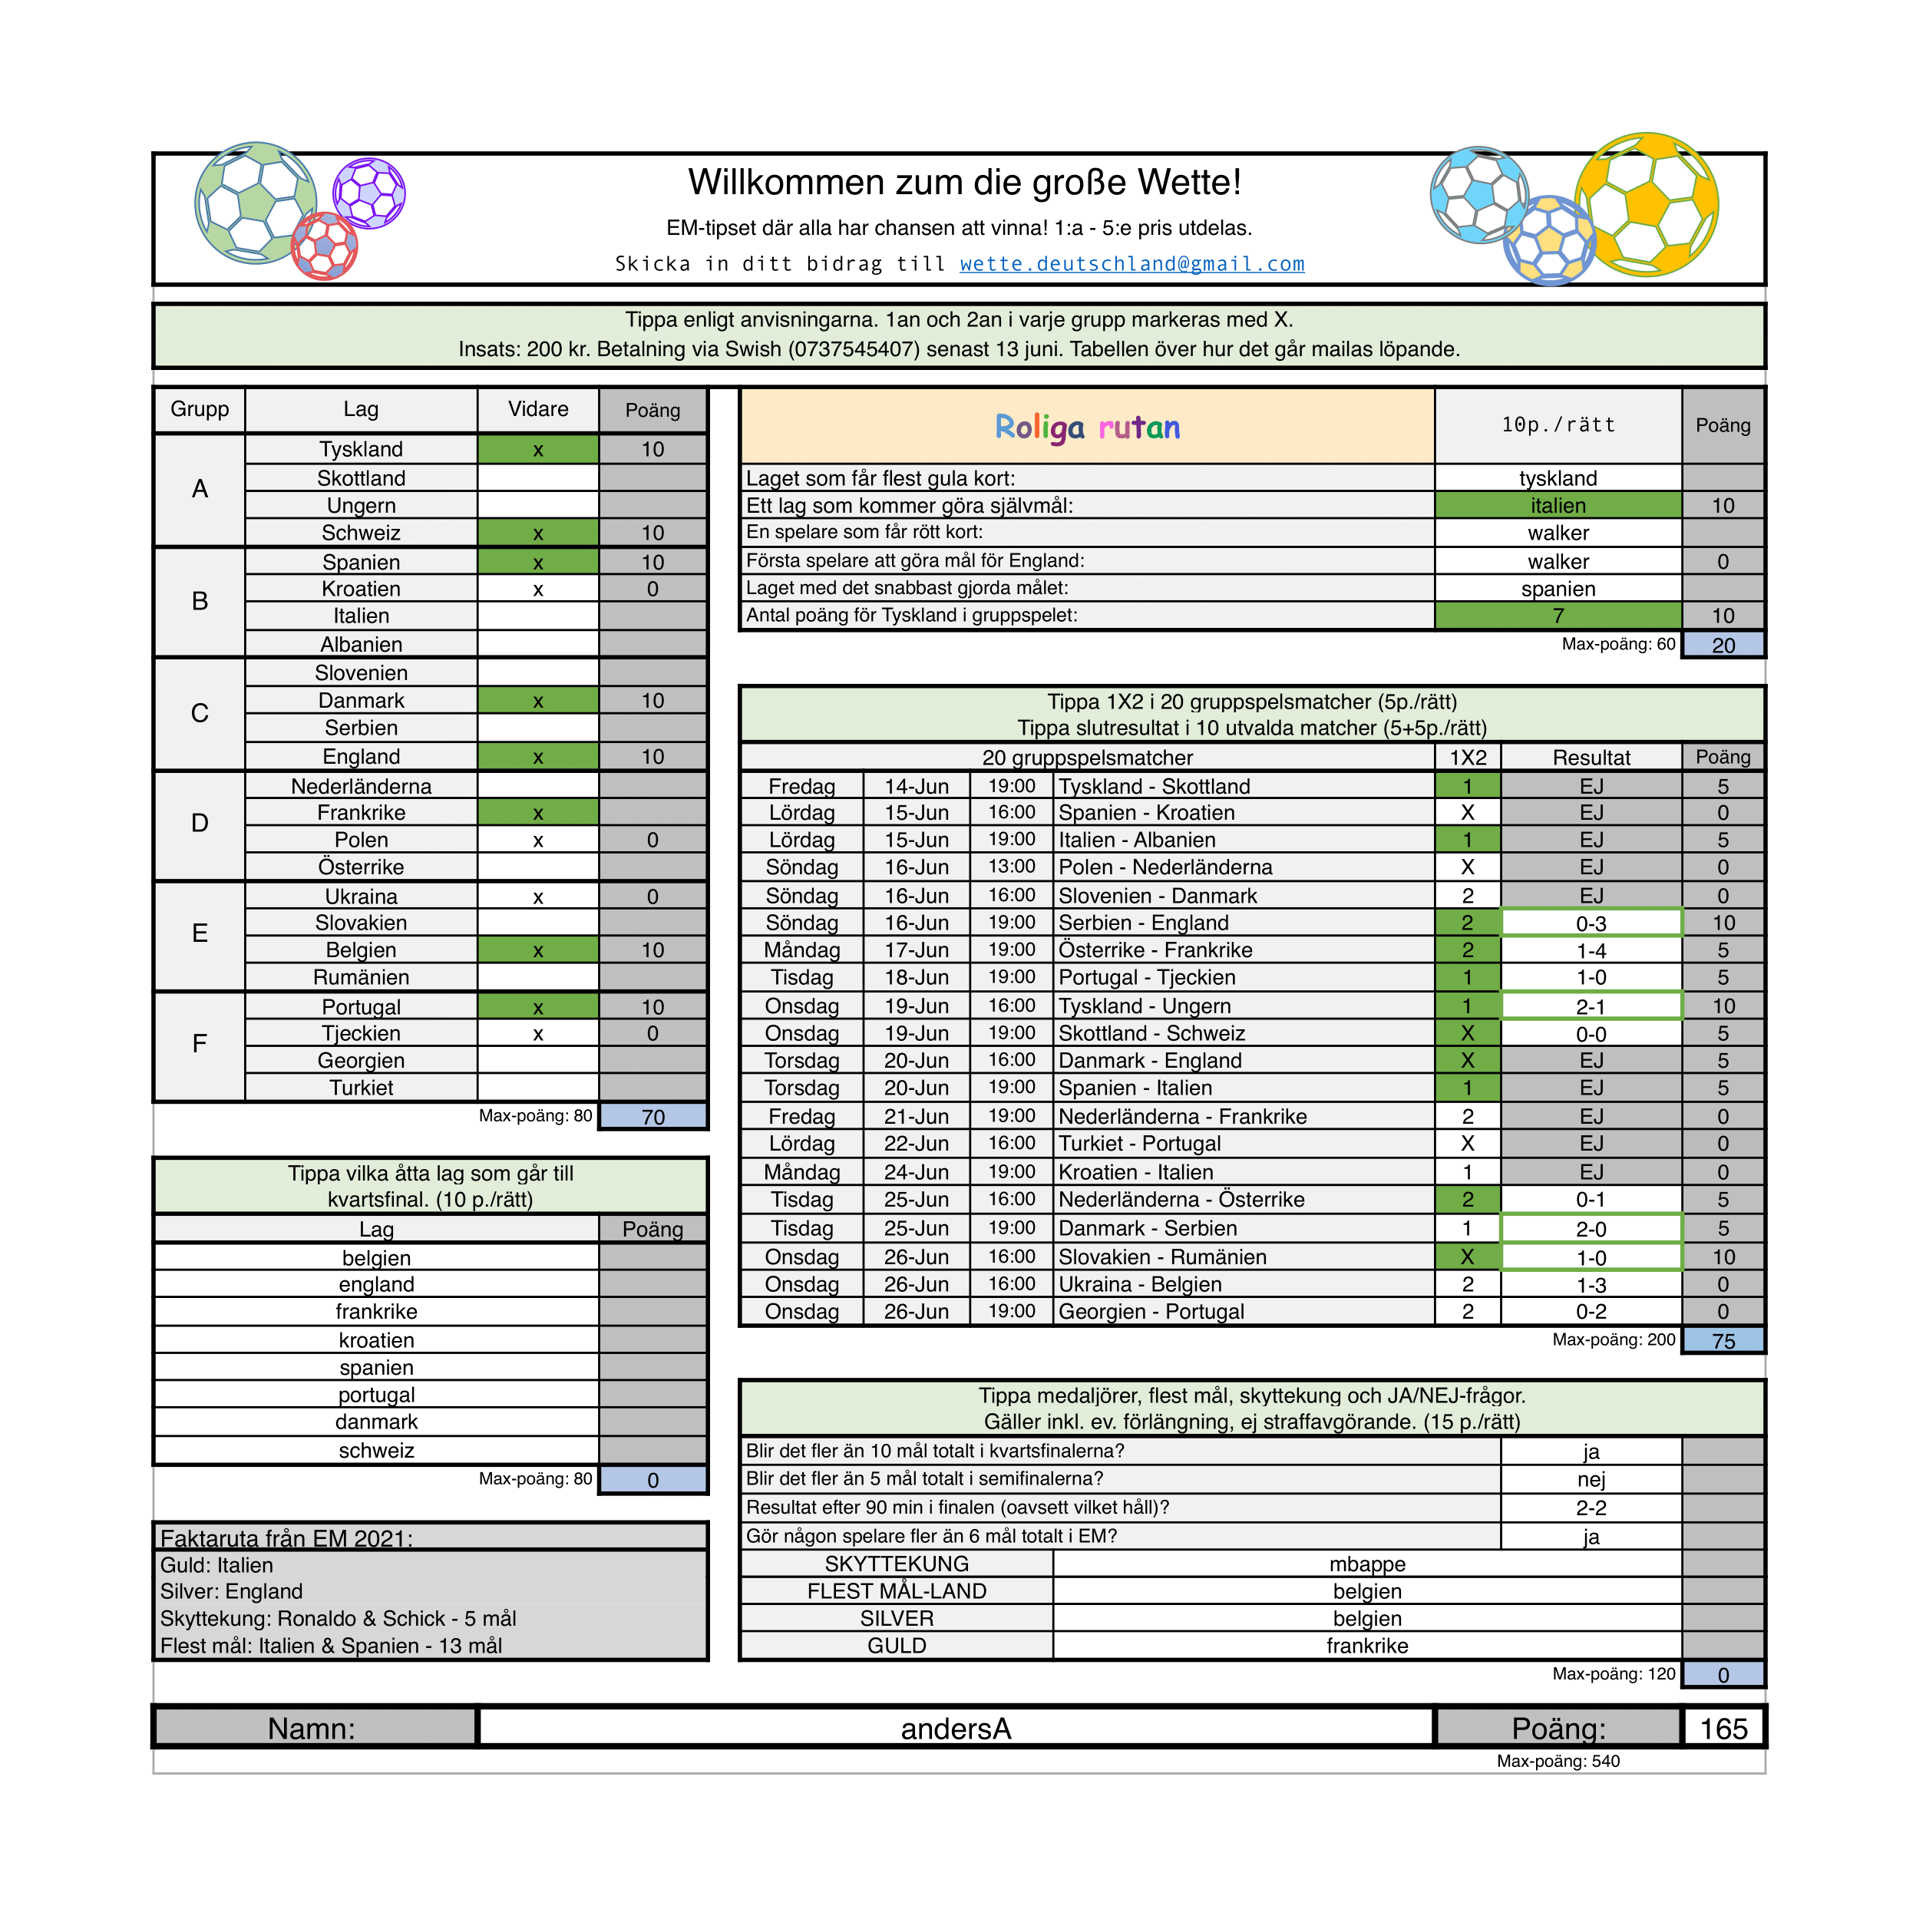 Willkommen zum die große Wette!
EM-tipset där alla har chansen att vinna! 1:a - 5:e pris utdelas.
Skicka in ditt bidrag till wette.deutschland@gmail.com
Tippa enligt anvisningarna. 1an och 2an i varje grupp markeras med X.
Insats: 200 kr. Betalning via Swish (0737545407) senast 13 juni. Tabellen över hur det går mailas löpande.
Grupp Lag Vidare Poäng
A
Tyskland x 10
Skottland
Ungern
Schweiz x 10
B
Spanien x 10
Kroatien x 0
Italien
Albanien
C
Slovenien
Danmark x 10
Serbien
England x 10
D
Nederländerna
Frankrike x
Polen x 0
Österrike
E
Ukraina x 0
Slovakien
Belgien x 10
Rumänien
F
Portugal x 10
Tjeckien x 0
Georgien
Turkiet
Max-poäng: 80 70
Tippa vilka åtta lag som går till
kvartsfinal. (10 p./rätt)
Lag Poäng
belgien
england
frankrike
kroatien
spanien
portugal
danmark
schweiz
Max-poäng: 80 0
Faktaruta från EM 2021:
Guld: Italien
Silver: England
Skyttekung: Ronaldo & Schick - 5 mål
Flest mål: Italien & Spanien - 13 mål
Roliga rutan 10p./rätt Poäng
Laget som får flest gula kort: tyskland
Ett lag som kommer göra självmål: italien 10
En spelare som får rött kort: walker
Första spelare att göra mål för England: walker 0
Laget med det snabbast gjorda målet: spanien
Antal poäng för Tyskland i gruppspelet: 7 10
Max-poäng: 60 20
Tippa 1X2 i 20 gruppspelsmatcher (5p./rätt)
Tippa slutresultat i 10 utvalda matcher (5+5p./rätt)
20 gruppspelsmatcher 1X2 Resultat Poäng
Fredag 14-Jun 19:00 Tyskland - Skottland 1 EJ 5
Lördag 15-Jun 16:00 Spanien - Kroatien X EJ 0
Lördag 15-Jun 19:00 Italien - Albanien 1 EJ 5
Söndag 16-Jun 13:00 Polen - Nederländerna X EJ 0
Söndag 16-Jun 16:00 Slovenien - Danmark 2 EJ 0
Söndag 16-Jun 19:00 Serbien - England 2 0-3 10
Måndag 17-Jun 19:00 Österrike - Frankrike 2 1-4 5
Tisdag 18-Jun 19:00 Portugal - Tjeckien 1 1-0 5
Onsdag 19-Jun 16:00 Tyskland - Ungern 1 2-1 10
Onsdag 19-Jun 19:00 Skottland - Schweiz X 0-0 5
Torsdag 20-Jun 16:00 Danmark - England X EJ 5
Torsdag 20-Jun 19:00 Spanien - Italien 1 EJ 5
Fredag 21-Jun 19:00 Nederländerna - Frankrike 2 EJ 0
Lördag 22-Jun 16:00 Turkiet - Portugal X EJ 0
Måndag 24-Jun 19:00 Kroatien - Italien 1 EJ 0
Tisdag 25-Jun 16:00 Nederländerna - Österrike 2 0-1 5
Tisdag 25-Jun 19:00 Danmark - Serbien 1 2-0 5
Onsdag 26-Jun 16:00 Slovakien - Rumänien X 1-0 10
Onsdag 26-Jun 16:00 Ukraina - Belgien 2 1-3 0
Onsdag 26-Jun 19:00 Georgien - Portugal 2 0-2 0
Max-poäng: 200 75
Tippa medaljörer, flest mål, skyttekung och JA/NEJ-frågor.
Gäller inkl. ev. förlängning, ej straffavgörande. (15 p./rätt)
Blir det fler än 10 mål totalt i kvartsfinalerna? ja
Blir det fler än 5 mål totalt i semifinalerna? nej
Resultat efter 90 min i finalen (oavsett vilket håll)? 2-2
Gör någon spelare fler än 6 mål totalt i EM? ja
SKYTTEKUNG mbappe
FLEST MÅL-LAND belgien
SILVER belgien
GULD frankrike
Max-poäng: 120 0
Namn: andersA Poäng: 165
Max-poäng: 540